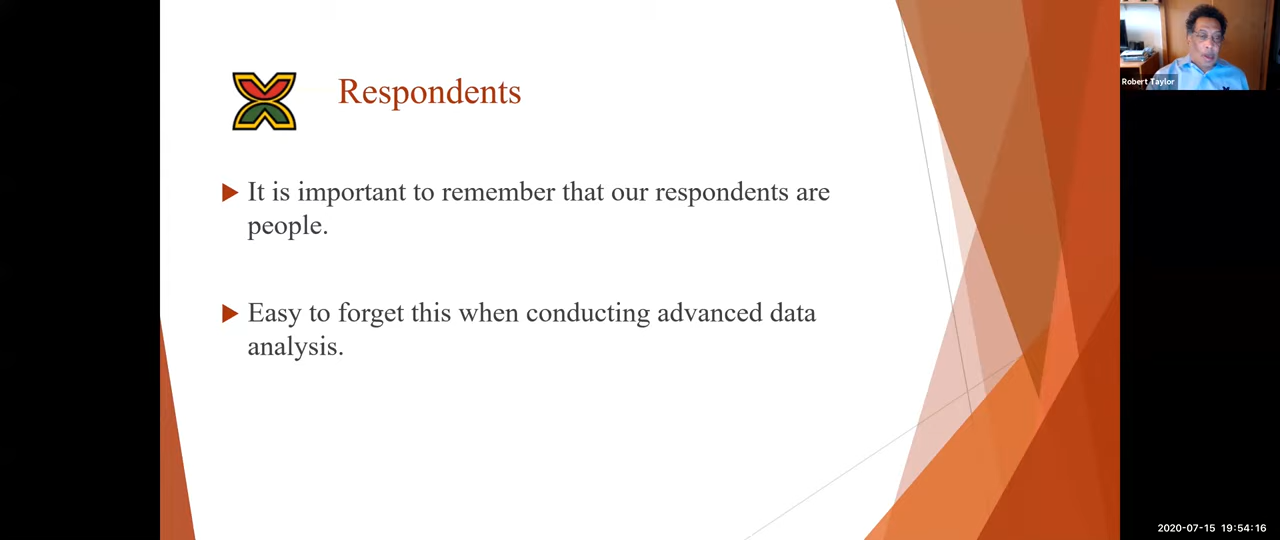 Respondents
It is important to remember that our respondents are
people.
Easy to forget this when conducting advanced data
analysis.
Robert Taylor
2020-07-15 19:54:16